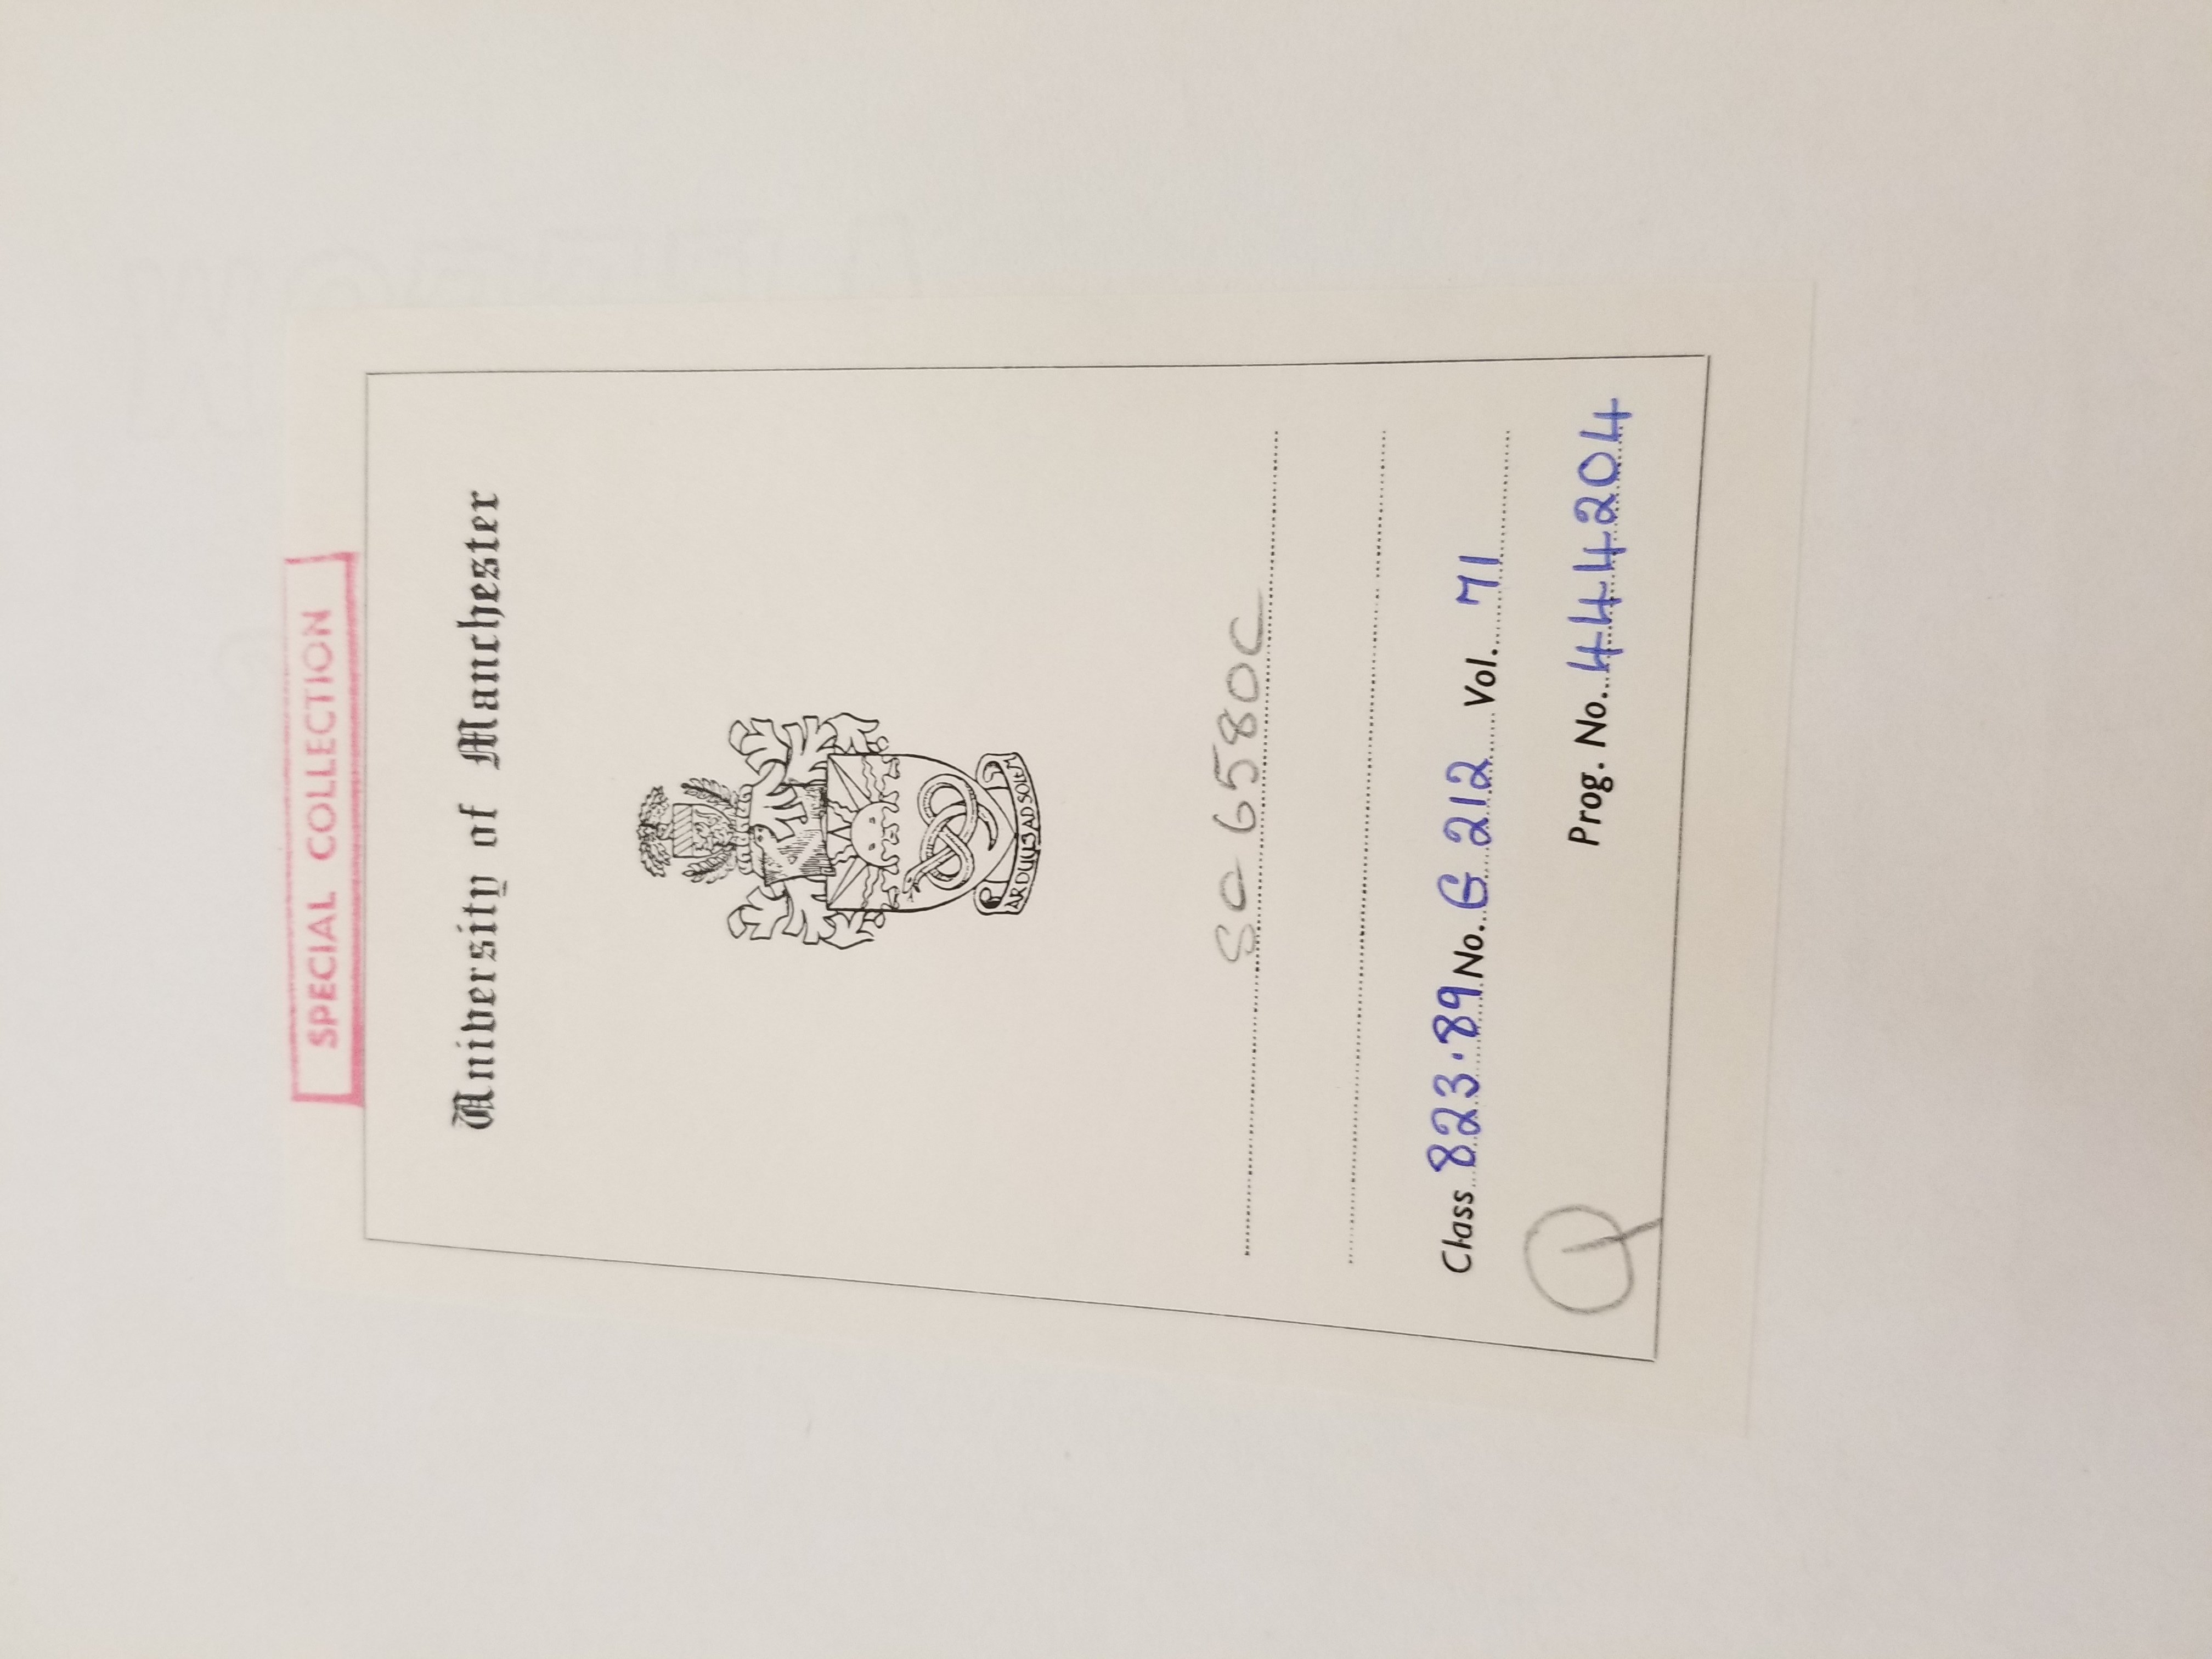 SPECIAL COLLECTION
University of Manchester
ARDUUS AD SOLEM
SC 6580C
Class 823.89 No. G 212 Vol. 71
Q
Prog. No. 444204